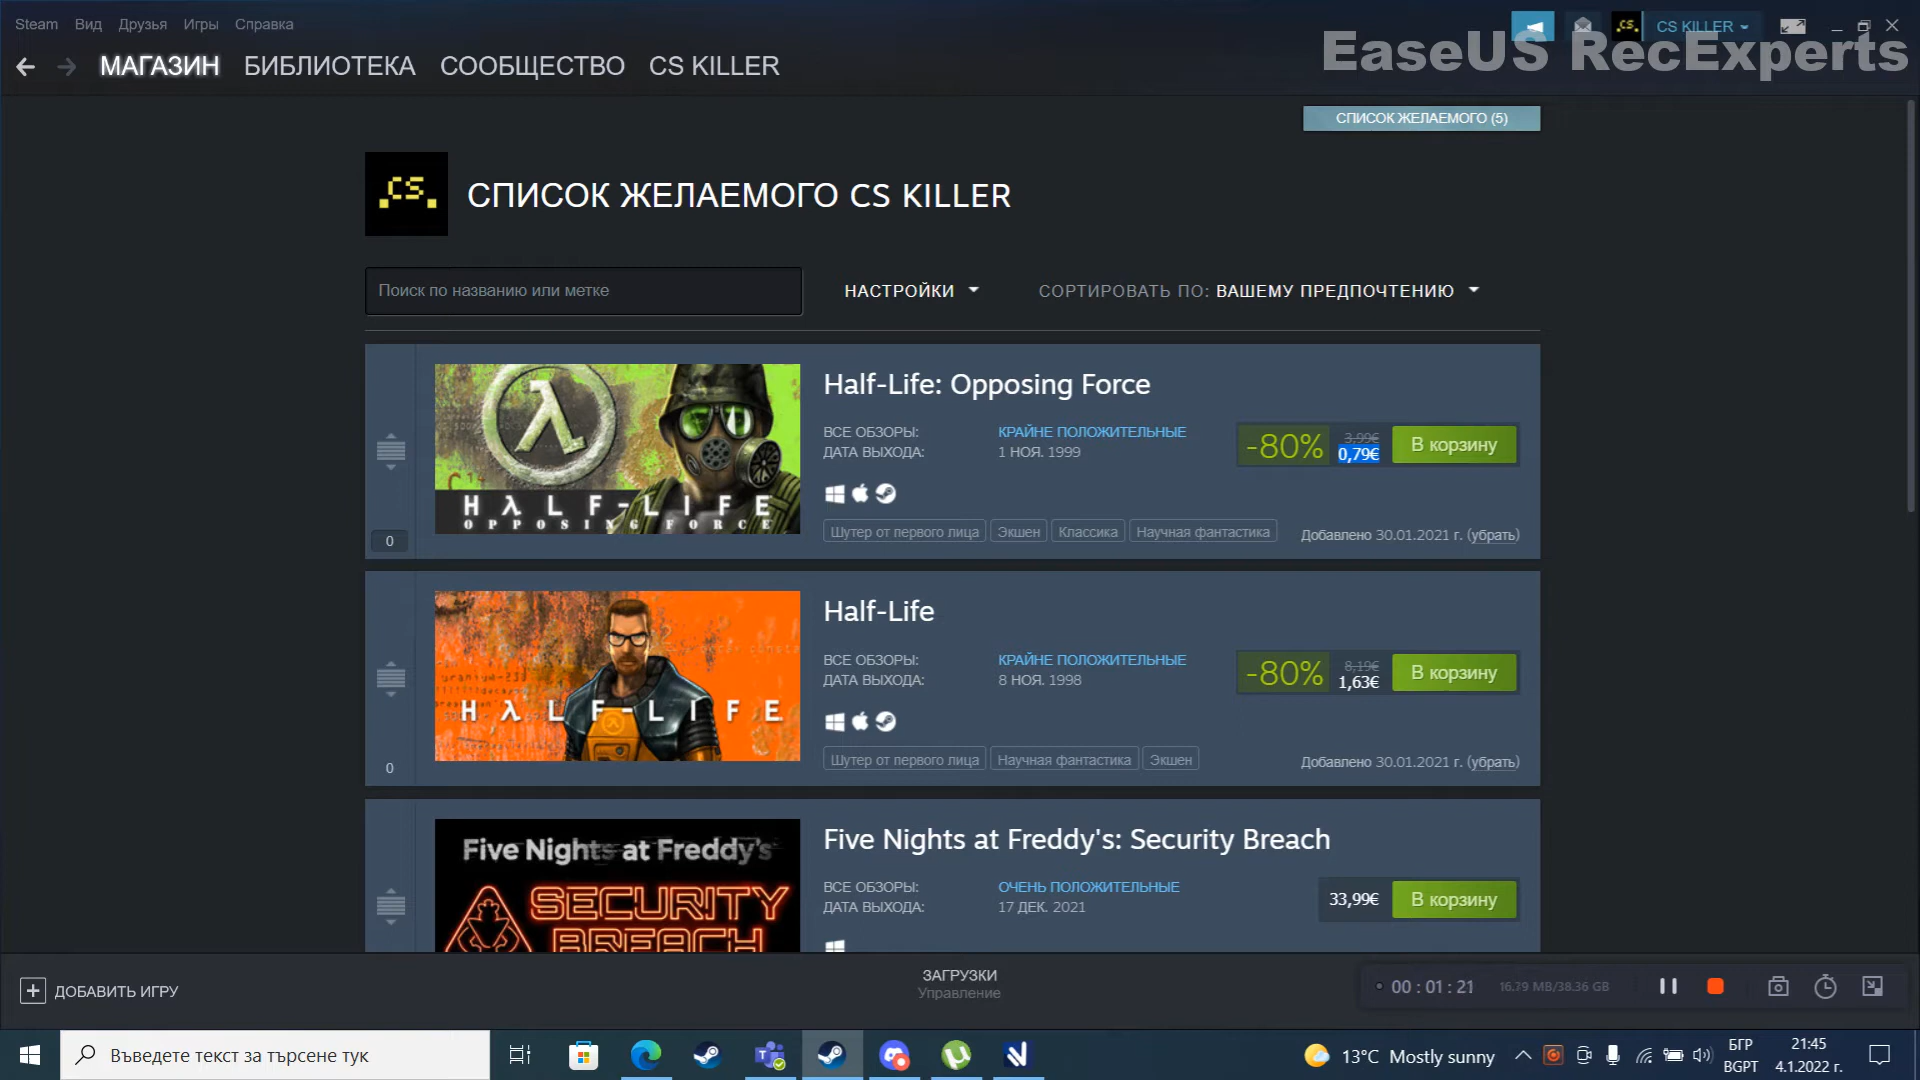 Steam Вид Друзья Игры Справка
CS KILLER
EaseUS RecExperts
МАГАЗИН БИБЛИОТЕКА СООБЩЕСТВО CS KILLER
СПИСОК ЖЕЛАЕМОГО (5)
.CS.
СПИСОК ЖЕЛАЕМОГО CS KILLER
Поиск по названию или метке
НАСТРОЙКИ
СОРТИРОВАТЬ ПО: ВАШЕМУ ПРЕДПОЧТЕНИЮ
HALF-LIFE
OPPOSING FORCE
0
Half-Life: Opposing Force
ВСЕ ОБЗОРЫ: КРАЙНЕ ПОЛОЖИТЕЛЬНЫЕ
ДАТА ВЫХОДА: 1 НОЯ. 1999
-80% 3,99€ 0,79€ В корзину
Шутер от первого лица Экшен Классика Научная фантастика
Добавлено 30.01.2021 г. (убрать)
HλLF-LIFE
0
Half-Life
ВСЕ ОБЗОРЫ: КРАЙНЕ ПОЛОЖИТЕЛЬНЫЕ
ДАТА ВЫХОДА: 8 НОЯ. 1998
-80% 8,19€ 1,63€ В корзину
Шутер от первого лица Научная фантастика Экшен
Добавлено 30.01.2021 г. (убрать)
Five Nights at Freddy's
SECURITY
BREACH
Five Nights at Freddy's: Security Breach
ВСЕ ОБЗОРЫ: ОЧЕНЬ ПОЛОЖИТЕЛЬНЫЕ
ДАТА ВЫХОДА: 17 ДЕК. 2021
33,99€ В корзину
ДОБАВИТЬ ИГРУ
ЗАГРУЗКИ
Управление
00 : 01 : 21 16.79 MB/38.36 GB
Въведете текст за търсене тук
13°C Mostly sunny
БГР
BGPT
21:45
4.1.2022 г.